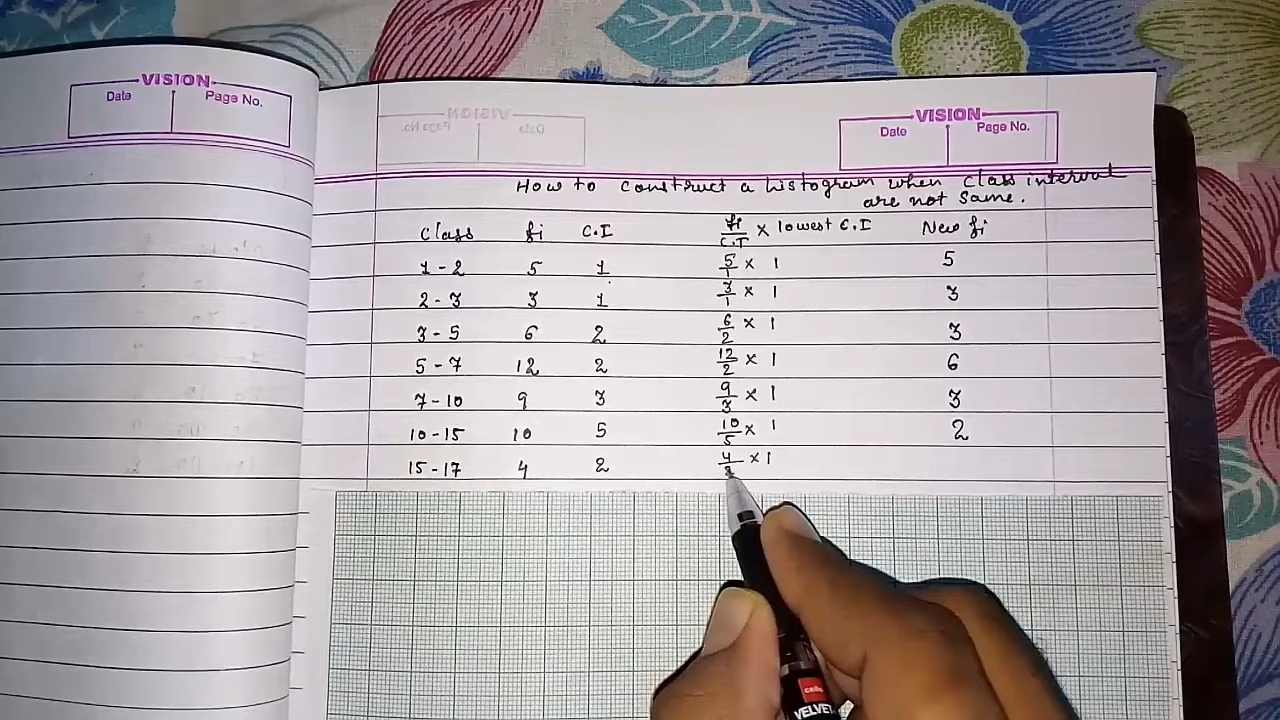 VISION
Date Page No.
VISION
Date Page No.
How to construct a histogram when class interval
are not same.
Class fi C.I fi/C.I × lowest C.I New fi
1-2 5 1 5/1 × 1 5
2-3 3 1 3/1 × 1 3
3-5 6 2 6/2 × 1 3
5-7 12 2 12/2 × 1 6
7-10 9 3 9/3 × 1 3
10-15 10 5 10/5 × 1 2
15-17 4 2 4/2 × 1
cello
VELVET